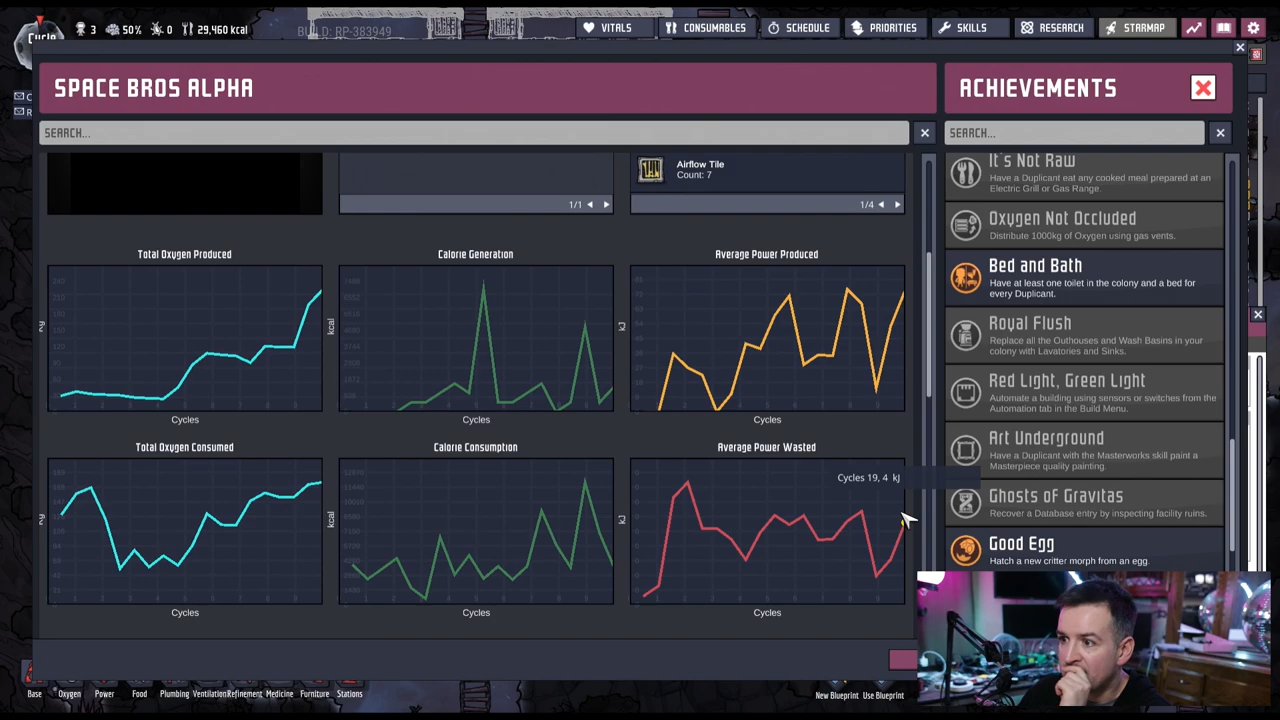 Cycle
3
50%
0
29,460 kcal
BUILD: RP-383949
VITALS
CONSUMABLES
SCHEDULE
PRIORITIES
SKILLS
RESEARCH
STARMAP
SPACE BROS ALPHA
ACHIEVEMENTS
SEARCH...
SEARCH...
Airflow Tile
Count: 7
1/1
1/4
It's Not Raw
Have a Duplicant eat any cooked meal prepared at an
Electric Grill or Gas Range.
Oxygen Not Occluded
Distribute 1000kg of Oxygen using gas vents.
Bed and Bath
Have at least one toilet in the colony and a bed for
every Duplicant.
Royal Flush
Replace all the Outhouses and Wash Basins in your
colony with Lavatories and Sinks.
Red Light, Green Light
Automate a building using sensors or switches from the
Automation tab in the Build Menu.
Art Underground
Have a Duplicant with the Masterworks skill paint a
Masterpiece quality painting.
Ghosts of Gravitas
Recover a Database entry by inspecting facility ruins.
Good Egg
Hatch a new critter morph from an egg.
Total Oxygen Produced
Cycles
Calorie Generation
kcal
Cycles
Average Power Produced
kJ
Cycles
Total Oxygen Consumed
Cycles
Calorie Consumption
kcal
Cycles
Average Power Wasted
kJ
Cycles 19, 4 kJ
Cycles
Base
Oxygen
Power
Food
Plumbing
Ventilation
Refinement
Medicine
Furniture
Stations
New Blueprint
Use Blueprint